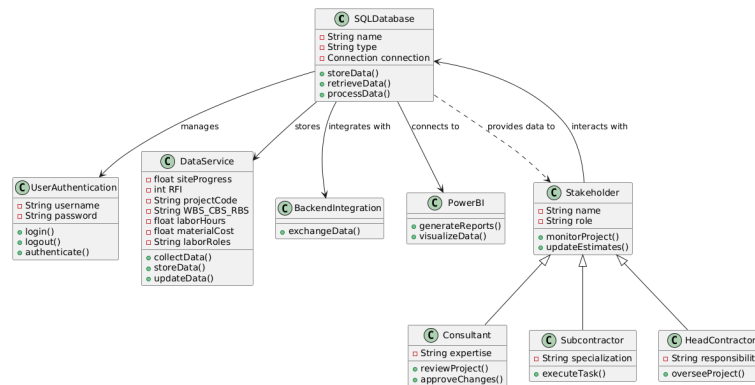 C SQLDatabase
String name
String type
Connection connection
storeData()
retrieveData()
processData()
manages
stores
integrates with
connects to
provides data to
interacts with
C UserAuthentication
String username
String password
login()
logout()
authenticate()
C DataService
float siteProgress
int RFI
String projectCode
String WBS_CBS_RBS
float laborHours
float materialCost
String laborRoles
collectData()
storeData()
updateData()
C BackendIntegration
exchangeData()
C PowerBI
generateReports()
visualizeData()
C Stakeholder
String name
String role
monitorProject()
updateEstimates()
C Consultant
String expertise
reviewProject()
approveChanges()
C Subcontractor
String specialization
executeTask()
C HeadContractor
String responsibilit
overseeProject()